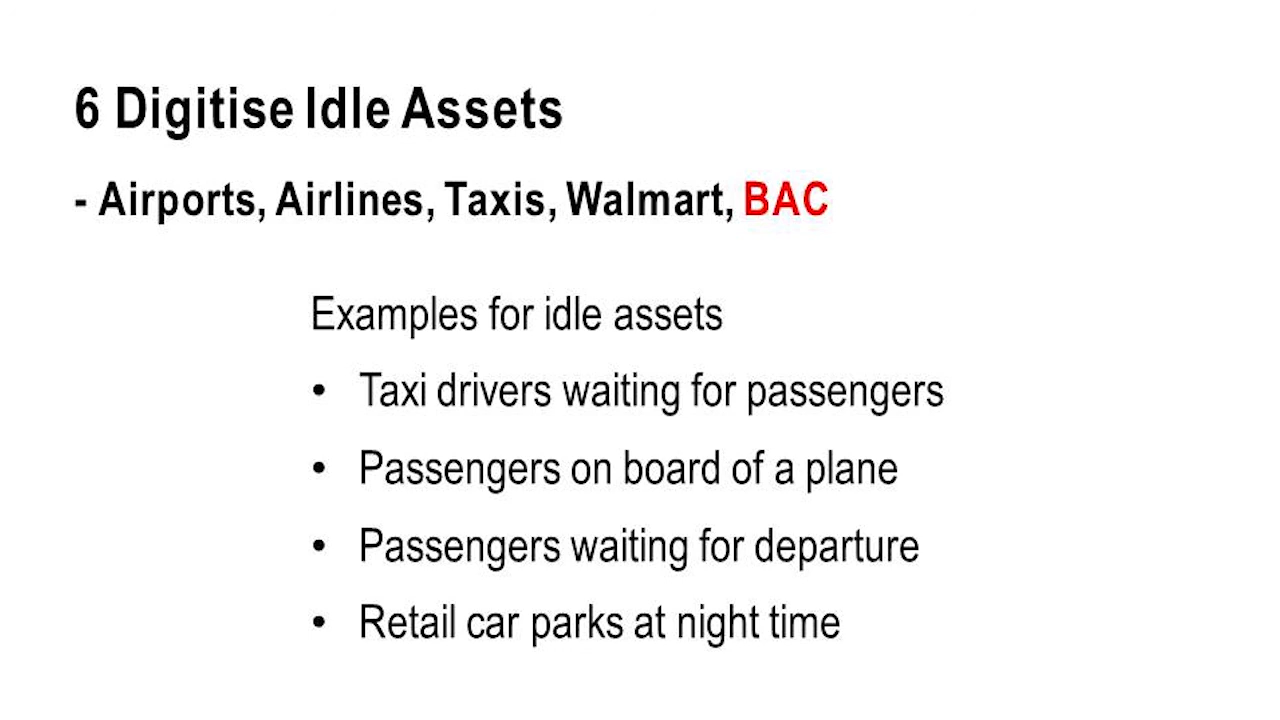 6 Digitise Idle Assets
- Airports, Airlines, Taxis, Walmart, BAC
Examples for idle assets
• Taxi drivers waiting for passengers
• Passengers on board of a plane
• Passengers waiting for departure
• Retail car parks at night time